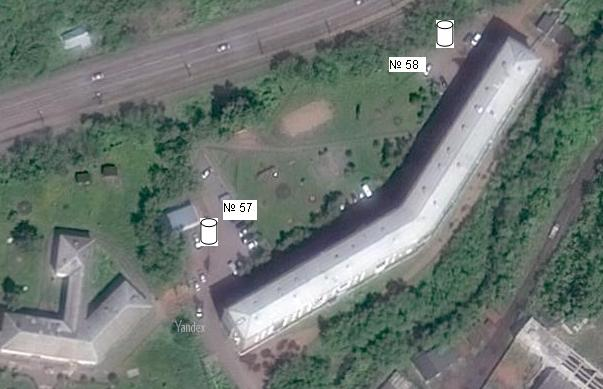 № 58
№ 57
Yandex